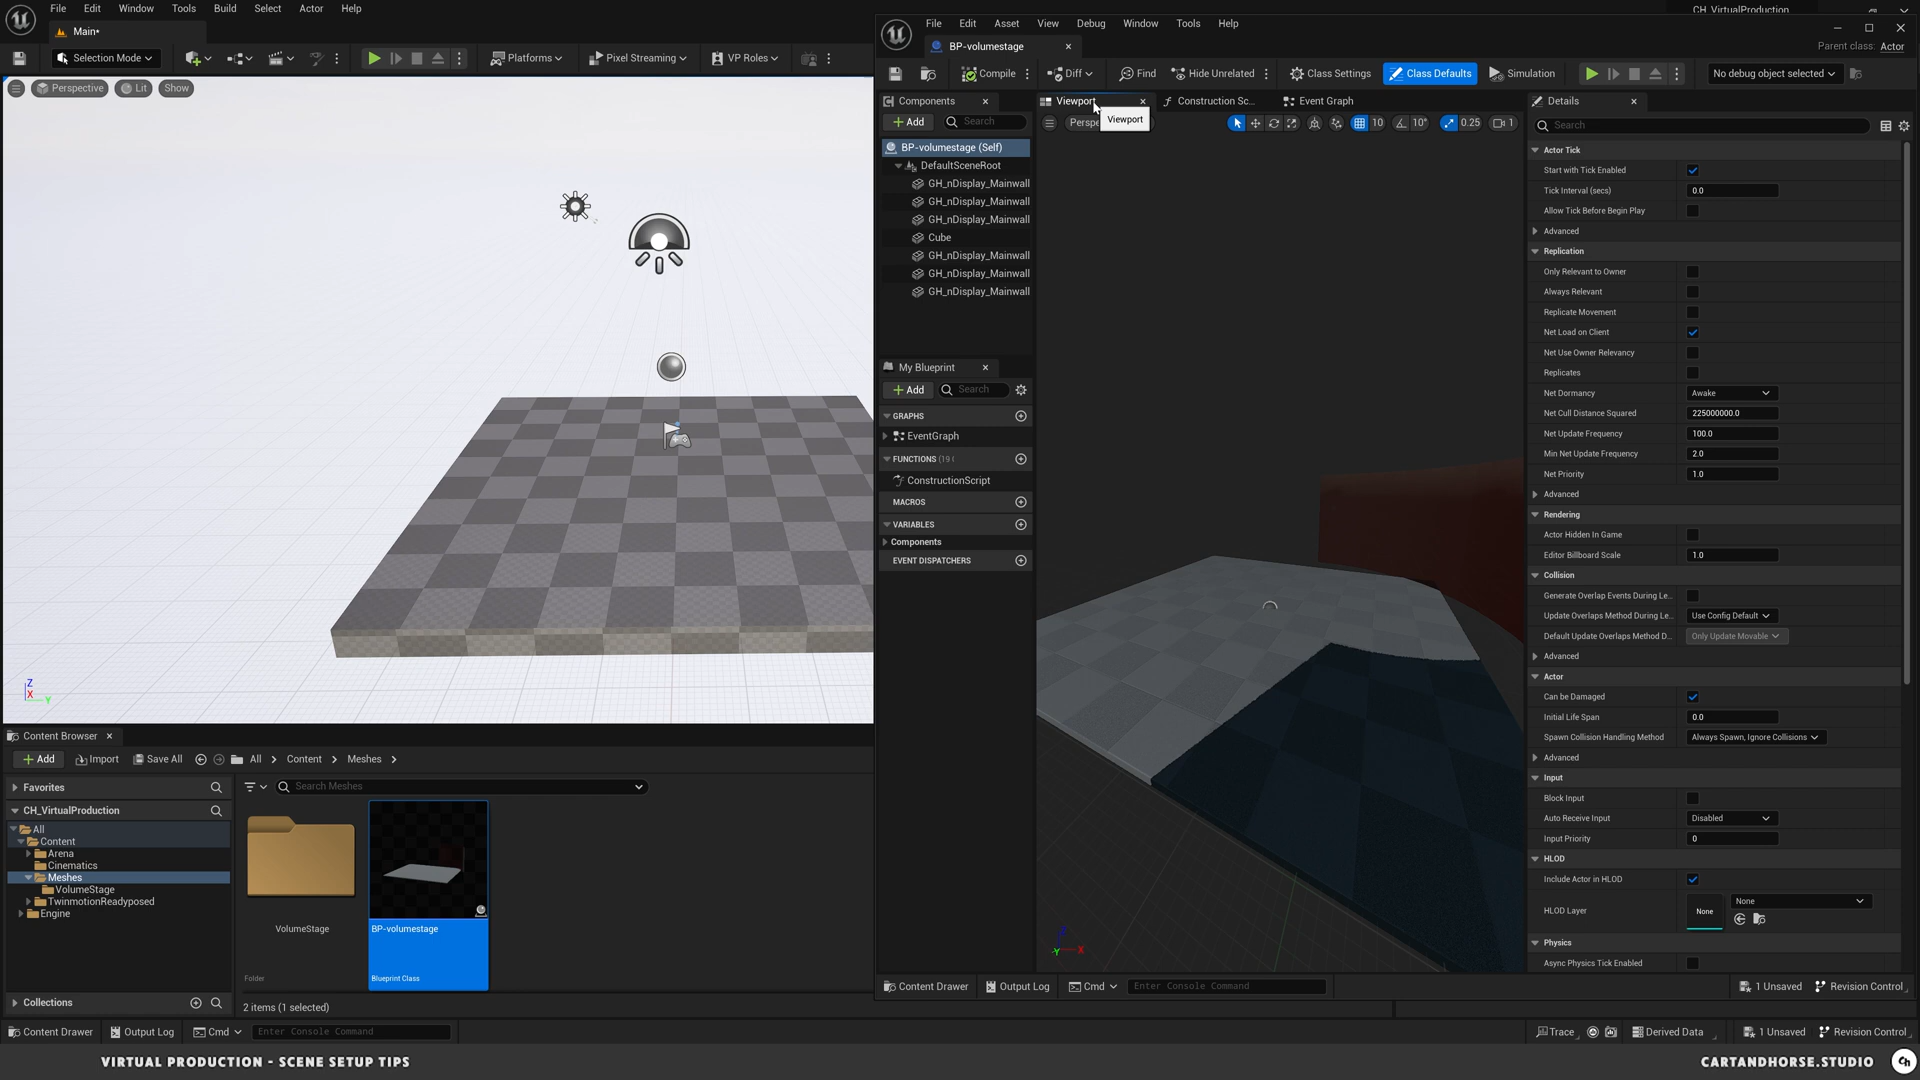 File Edit Window Tools Build Select Actor Help
CH_VirtualProduction
Main*
Selection Mode
Platforms
Pixel Streaming
VP Roles
Perspective
Lit
Show
Z
X
Y
File Edit Asset View Debug Window Tools Help
BP-volumestage
Parent class: Actor
Compile
Diff
Find
Hide Unrelated
Class Settings
Class Defaults
Simulation
No debug object selected
Components
Add
Search
BP-volumestage (Self)
DefaultSceneRoot
GH_nDisplay_Mainwall
GH_nDisplay_Mainwall
GH_nDisplay_Mainwall
Cube
GH_nDisplay_Mainwall
GH_nDisplay_Mainwall
GH_nDisplay_Mainwall
My Blueprint
Add
Search
GRAPHS
EventGraph
FUNCTIONS (19
ConstructionScript
MACROS
VARIABLES
Components
EVENT DISPATCHERS
Viewport
Construction Sc...
Event Graph
Perspe
Viewport
10
10°
0.25
1
Y
X
Details
Search
Actor Tick
Start with Tick Enabled
Tick Interval (secs) 0.0
Allow Tick Before Begin Play
Advanced
Replication
Only Relevant to Owner
Always Relevant
Replicate Movement
Net Load on Client
Net Use Owner Relevancy
Replicates
Net Dormancy Awake
Net Cull Distance Squared 225000000.0
Net Update Frequency 100.0
Min Net Update Frequency 2.0
Net Priority 1.0
Advanced
Rendering
Actor Hidden In Game
Editor Billboard Scale 1.0
Collision
Generate Overlap Events During Le...
Update Overlaps Method During Le... Use Config Default
Default Update Overlaps Method D... Only Update Movable
Advanced
Actor
Can be Damaged
Initial Life Span 0.0
Spawn Collision Handling Method Always Spawn, Ignore Collisions
Advanced
Input
Block Input
Auto Receive Input Disabled
Input Priority 0
HLOD
Include Actor in HLOD
HLOD Layer None None
Physics
Async Physics Tick Enabled
Content Drawer Output Log Cmd Enter Console Command 1 Unsaved Revision Control
Content Browser
Add Import Save All All Content Meshes
Favorites
Search Meshes
CH_VirtualProduction
All
Content
Arena
Cinematics
Meshes
VolumeStage
TwinmotionReadyposed
Engine
Collections
VolumeStage
Folder
BP-volumestage
Blueprint Class
2 items (1 selected)
Content Drawer Output Log Cmd Enter Console Command Trace Derived Data 1 Unsaved Revision Control
VIRTUAL PRODUCTION - SCENE SETUP TIPS
CARTANDHORSE.STUDIO